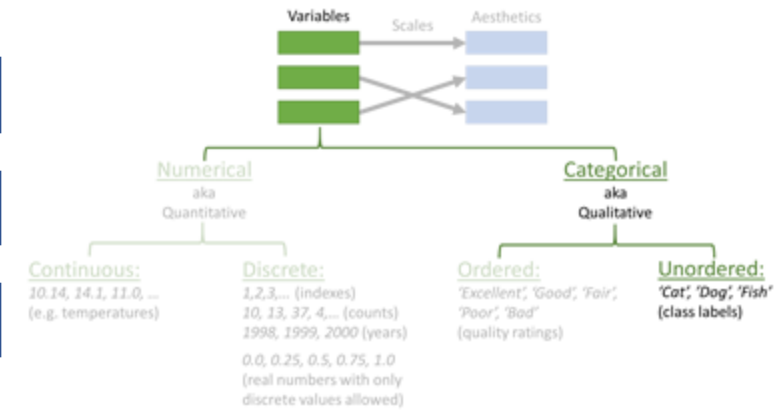 Variables
Scales
Aesthetics
Numerical
aka
Quantitative
Categorical
aka
Qualitative
Continuous:
10.14, 14.1, 11.0, ...
(e.g. temperatures)
Discrete:
1,2,3,... (indexes)
10, 13, 37, 4,... (counts)
1998, 1999, 2000 (years)
0.0, 0.25, 0.5, 0.75, 1.0
(real numbers with only
discrete values allowed)
Ordered:
'Excellent', 'Good', 'Fair',
'Poor', 'Bad'
(quality ratings)
Unordered:
'Cat', 'Dog', 'Fish'
(class labels)